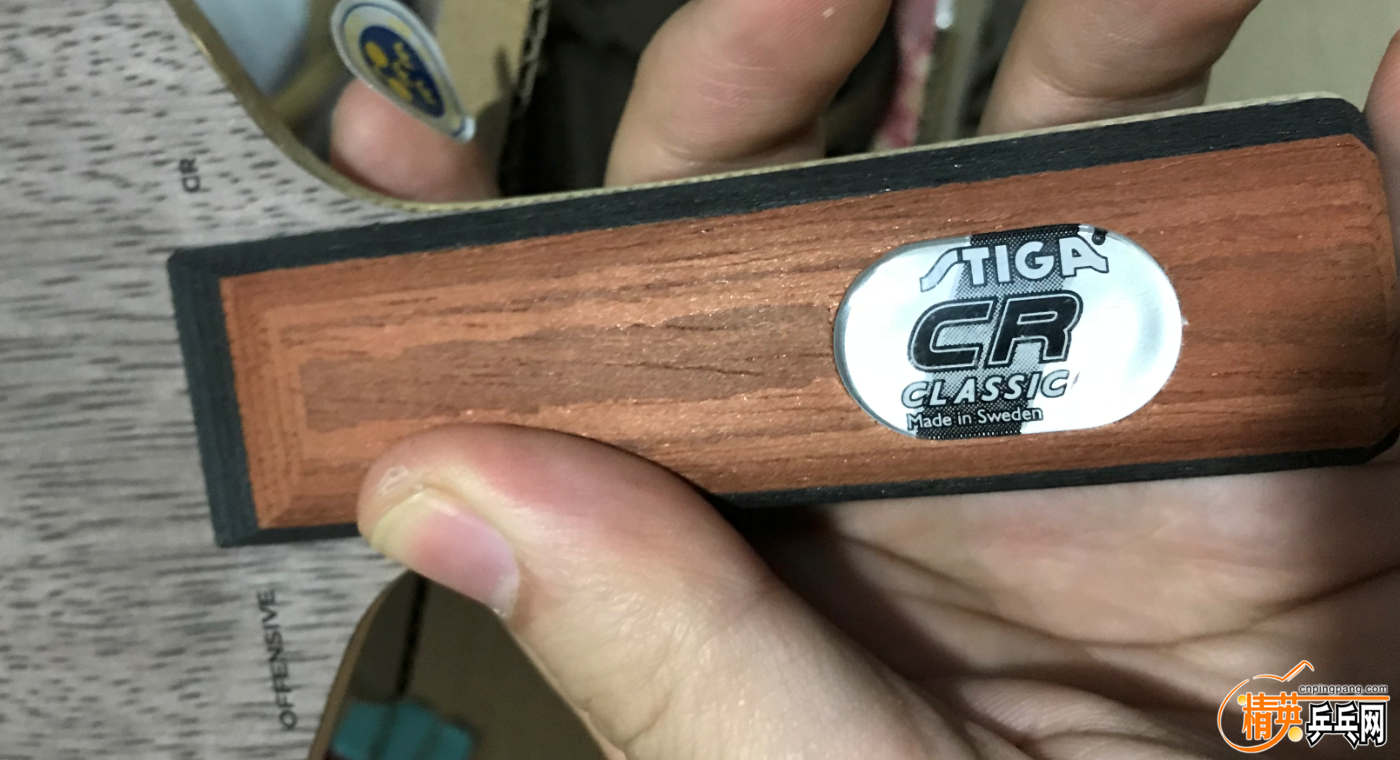 CR
OFFENSIVE
STIGA
CR
CLASSIC
Made in Sweden
cnpingpang.com
精英乒乓网